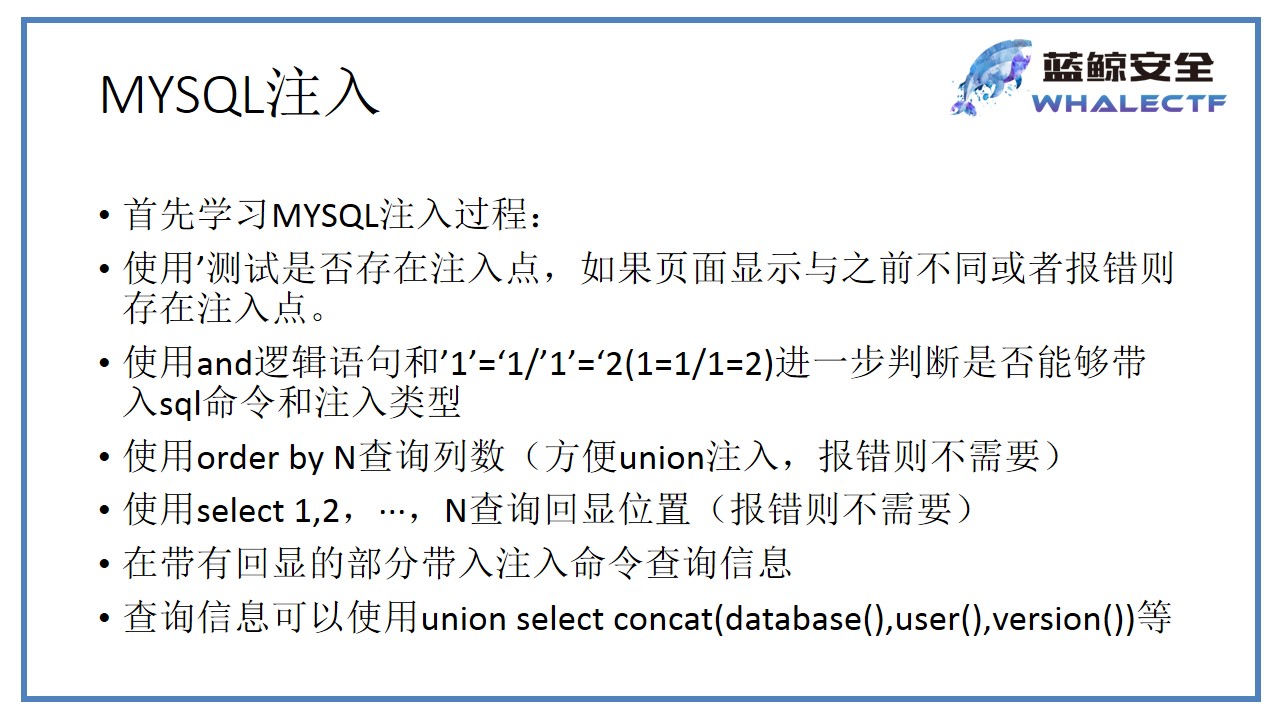 MYSQL注入
蓝鲸安全
WHALECTF
• 首先学习MYSQL注入过程：
• 使用’测试是否存在注入点，如果页面显示与之前不同或者报错则
存在注入点。
• 使用and逻辑语句和’1’=‘1/’1’=‘2(1=1/1=2)进一步判断是否能够带
入sql命令和注入类型
• 使用order by N查询列数（方便union注入，报错则不需要）
• 使用select 1,2，…，N查询回显位置（报错则不需要）
• 在带有回显的部分带入注入命令查询信息
• 查询信息可以使用union select concat(database(),user(),version())等